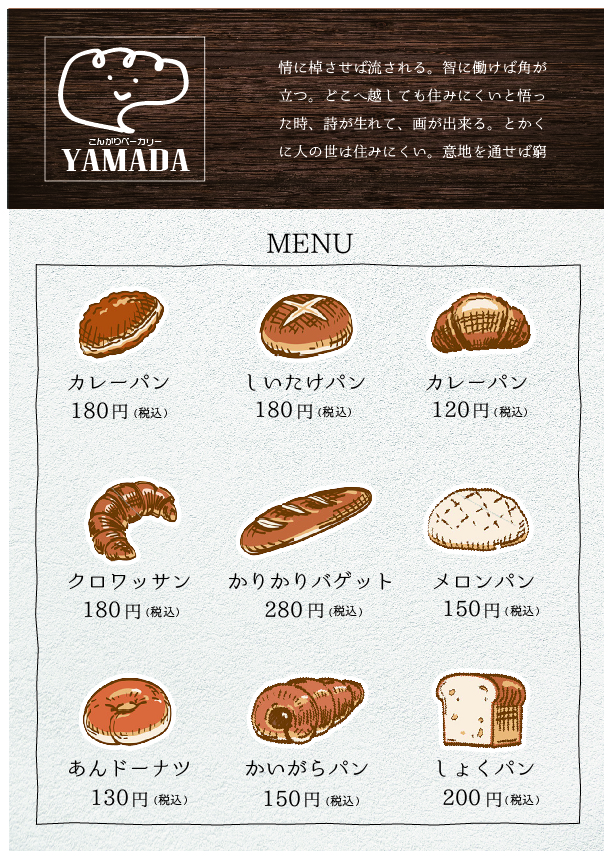 こんがりベーカリー
YAMADA
情に棹させば流される。智に働けば角が
立つ。どこへ越しても住みにくいと悟っ
た時、詩が生れて、画が出来る。とかく
に人の世は住みにくい。意地を通せば窮
MENU
カレーパン
180円(税込)
しいたけパン
180円(税込)
カレーパン
120円(税込)
クロワッサン
180円(税込)
かりかりバゲット
280円(税込)
メロンパン
150円(税込)
あんドーナツ
130円(税込)
かいがらパン
150円(税込)
しょくパン
200円(税込)